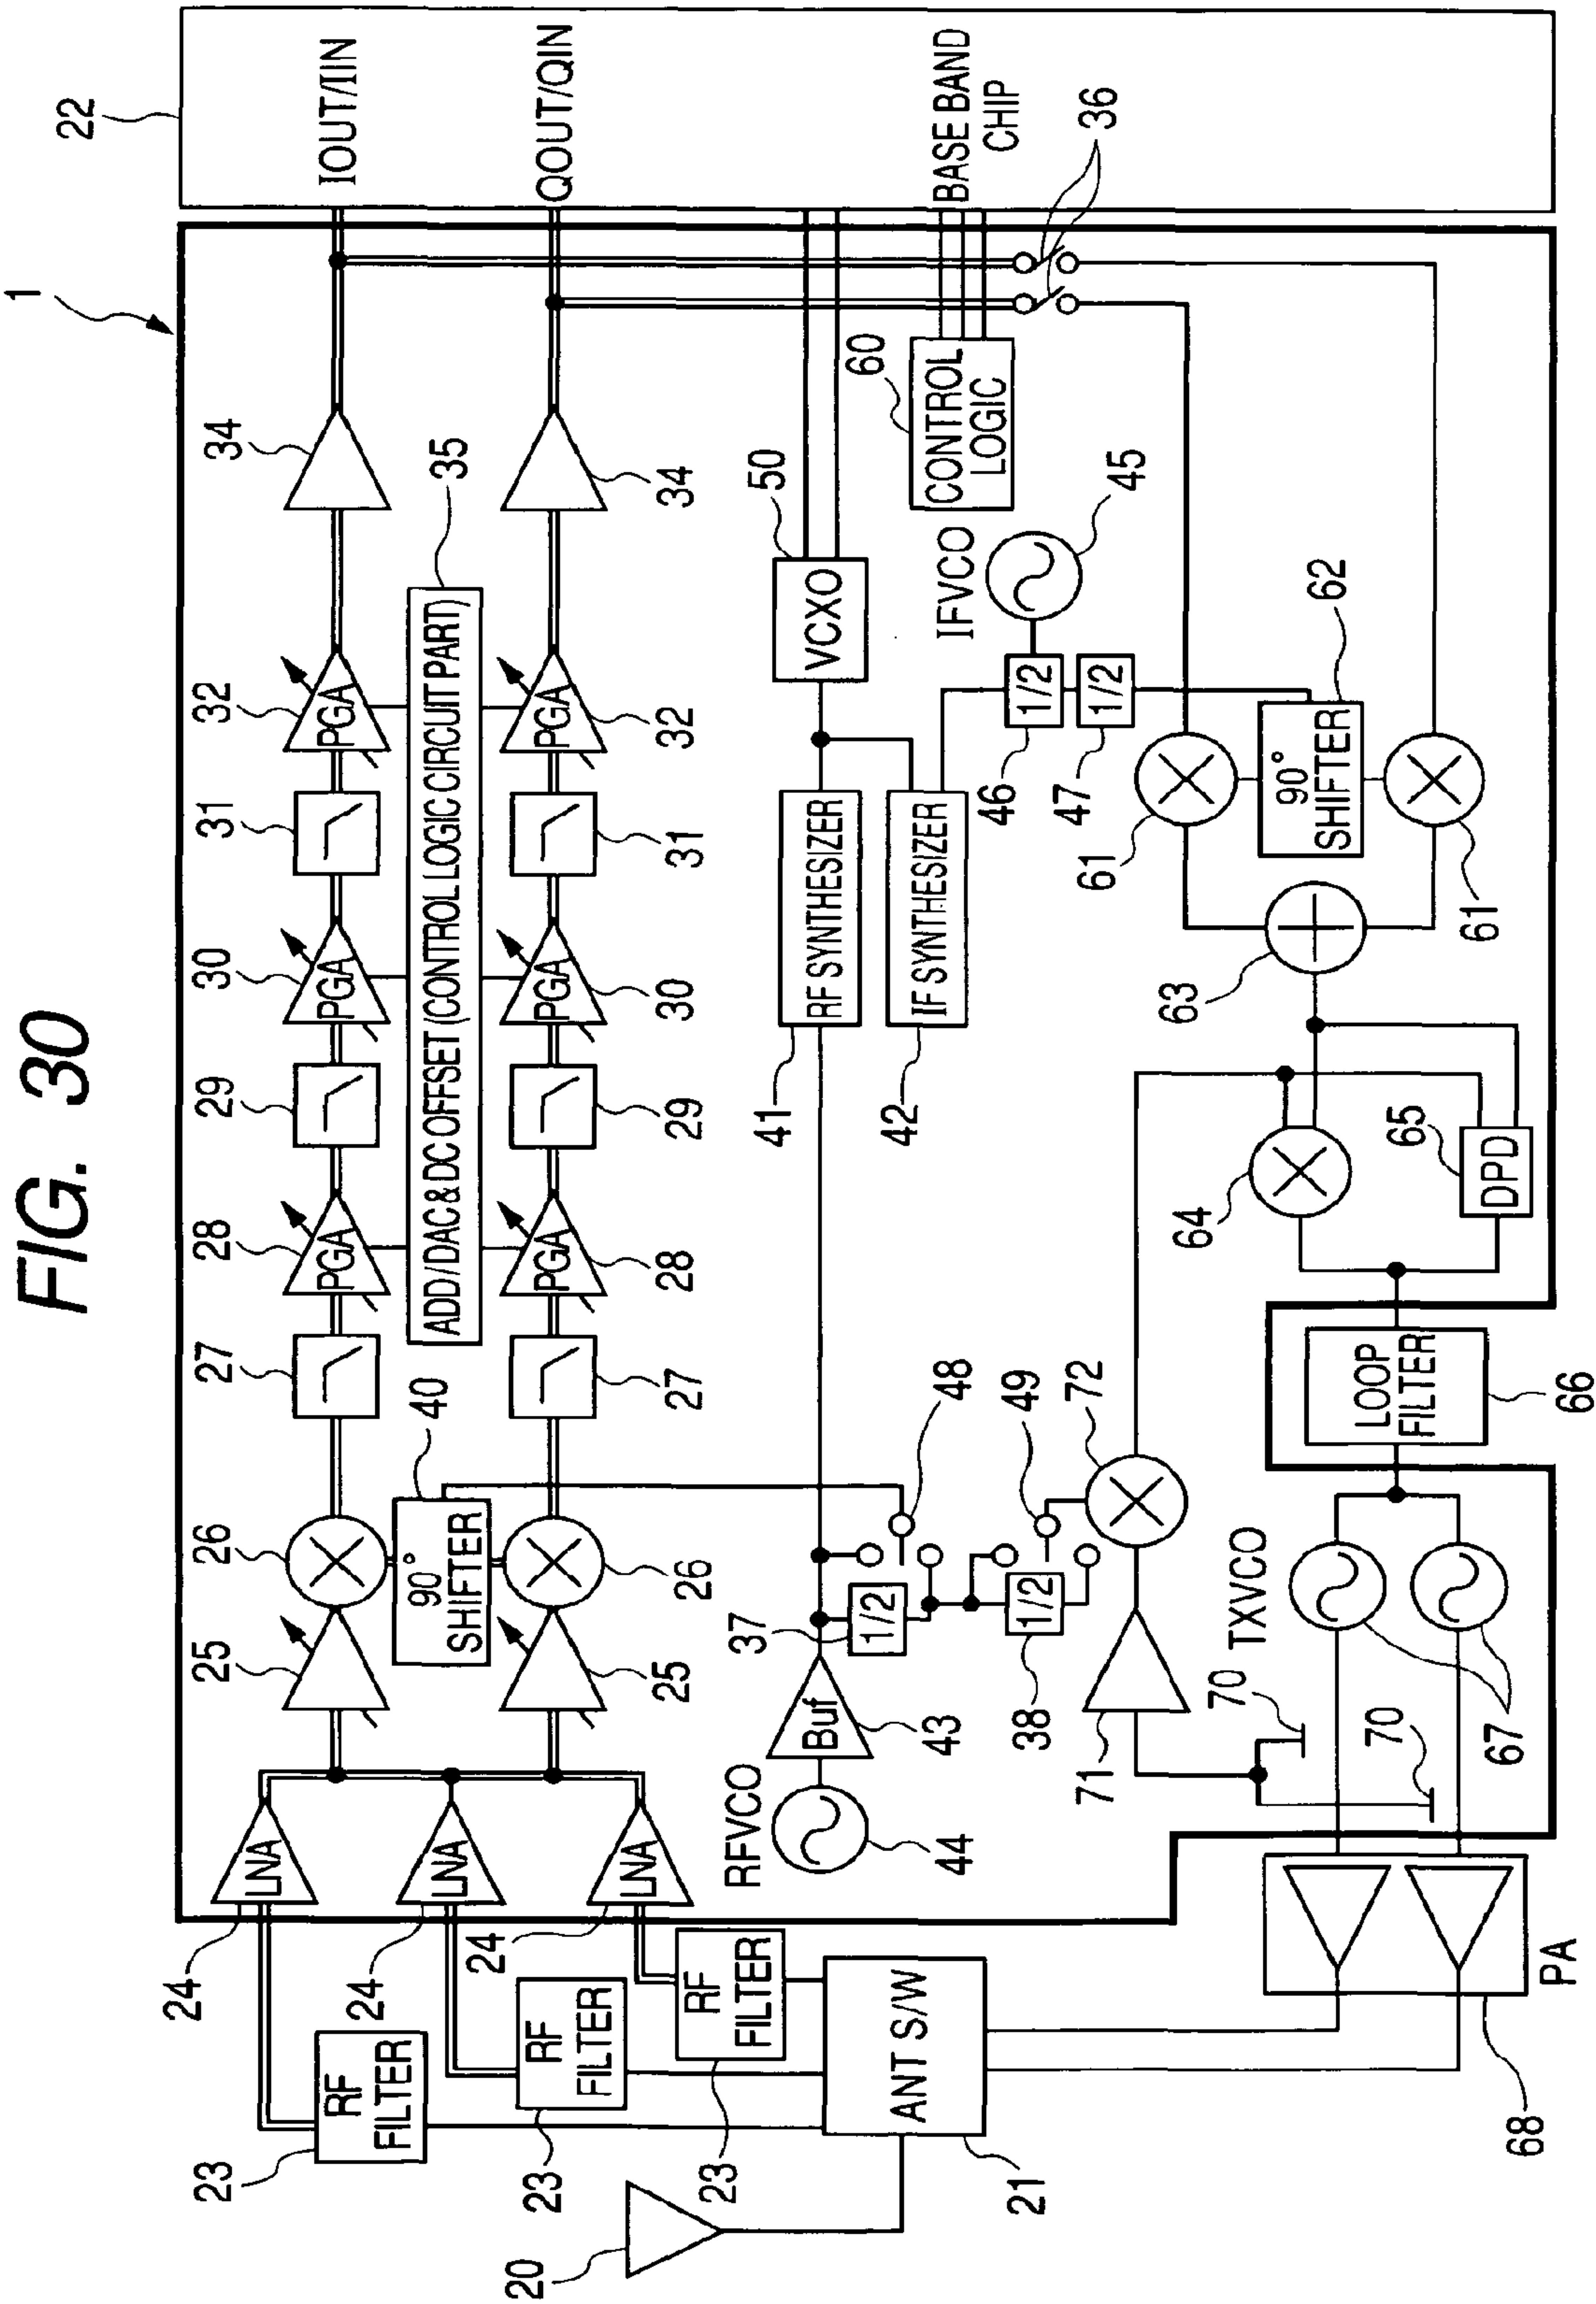 FIG. 30
1
22
24
25
26
27
28
29
30
31
32
34
LNA
PGA
PGA
PGA
IOUT/IIN
23
RF
FILTER
40
90°
SHIFTER
35
ADD/DAC & DC OFFSET (CONTROL LOGIC CIRCUIT PART)
24
LNA
23
RF
FILTER
25
26
27
28
29
30
31
32
34
PGA
PGA
PGA
QOUT/QIN
24
LNA
23
RF
FILTER
20
ANT S/W
21
RFVCO
44
Buf
43
37
1/2
48
38
1/2
49
41
RF SYNTHESIZER
42
IF SYNTHESIZER
50
VCXO
IFVCO
45
46
1/2
47
1/2
60
CONTROL
LOGIC
BASE BAND
CHIP
36
71
72
70
70
TXVCO
67
61
62
90°
SHIFTER
61
63
64
65
DPD
LOOP
FILTER
66
PA
68